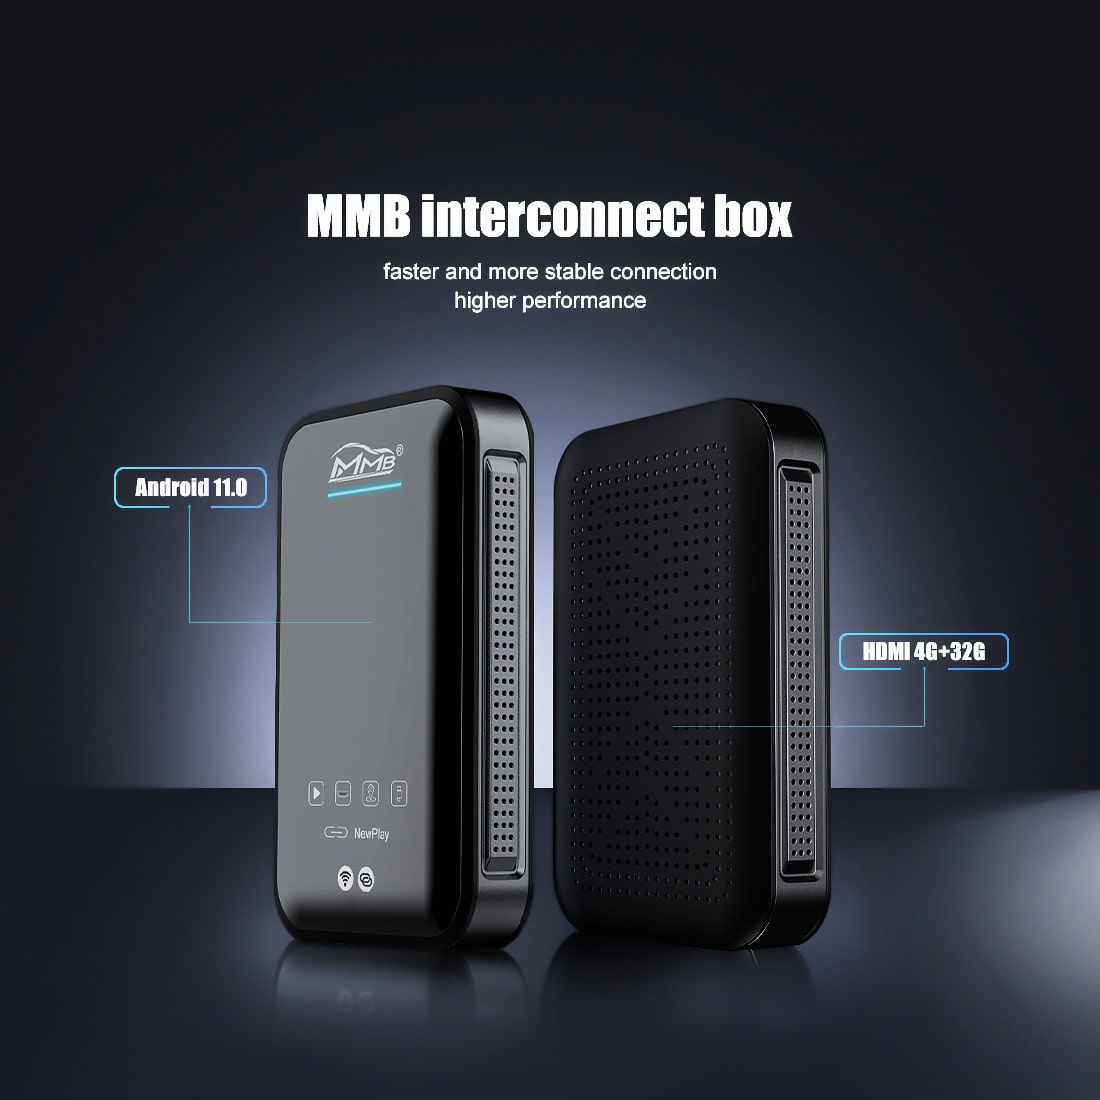 MMB interconnect box
faster and more stable connection
higher performance
MMB®
Android 11.0
HDMI 4G+32G
NewPlay